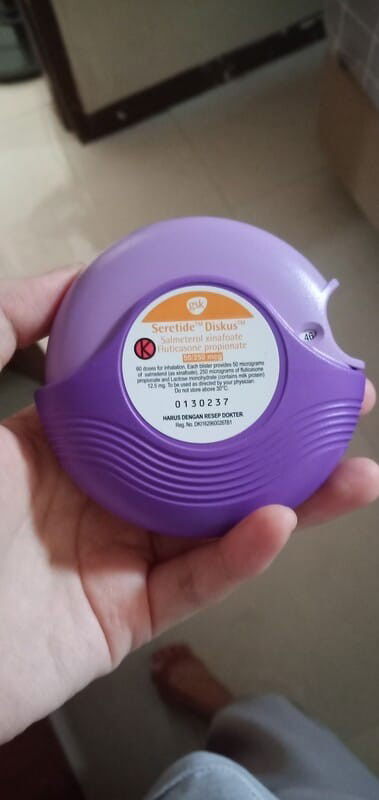 gsk
Seretide™ Diskus™
Salmeterol xinafoate
Fluticasone propionate
50/250 mcg
K
60 doses for inhalation. Each blister provides 50 micrograms
of salmeterol (as xinafoate), 250 micrograms of fluticasone
propionate and Lactose monohydrate (contains milk protein)
12.5 mg. To be used as directed by your physician.
Do not store above 30°C.
0130237
HARUS DENGAN RESEP DOKTER